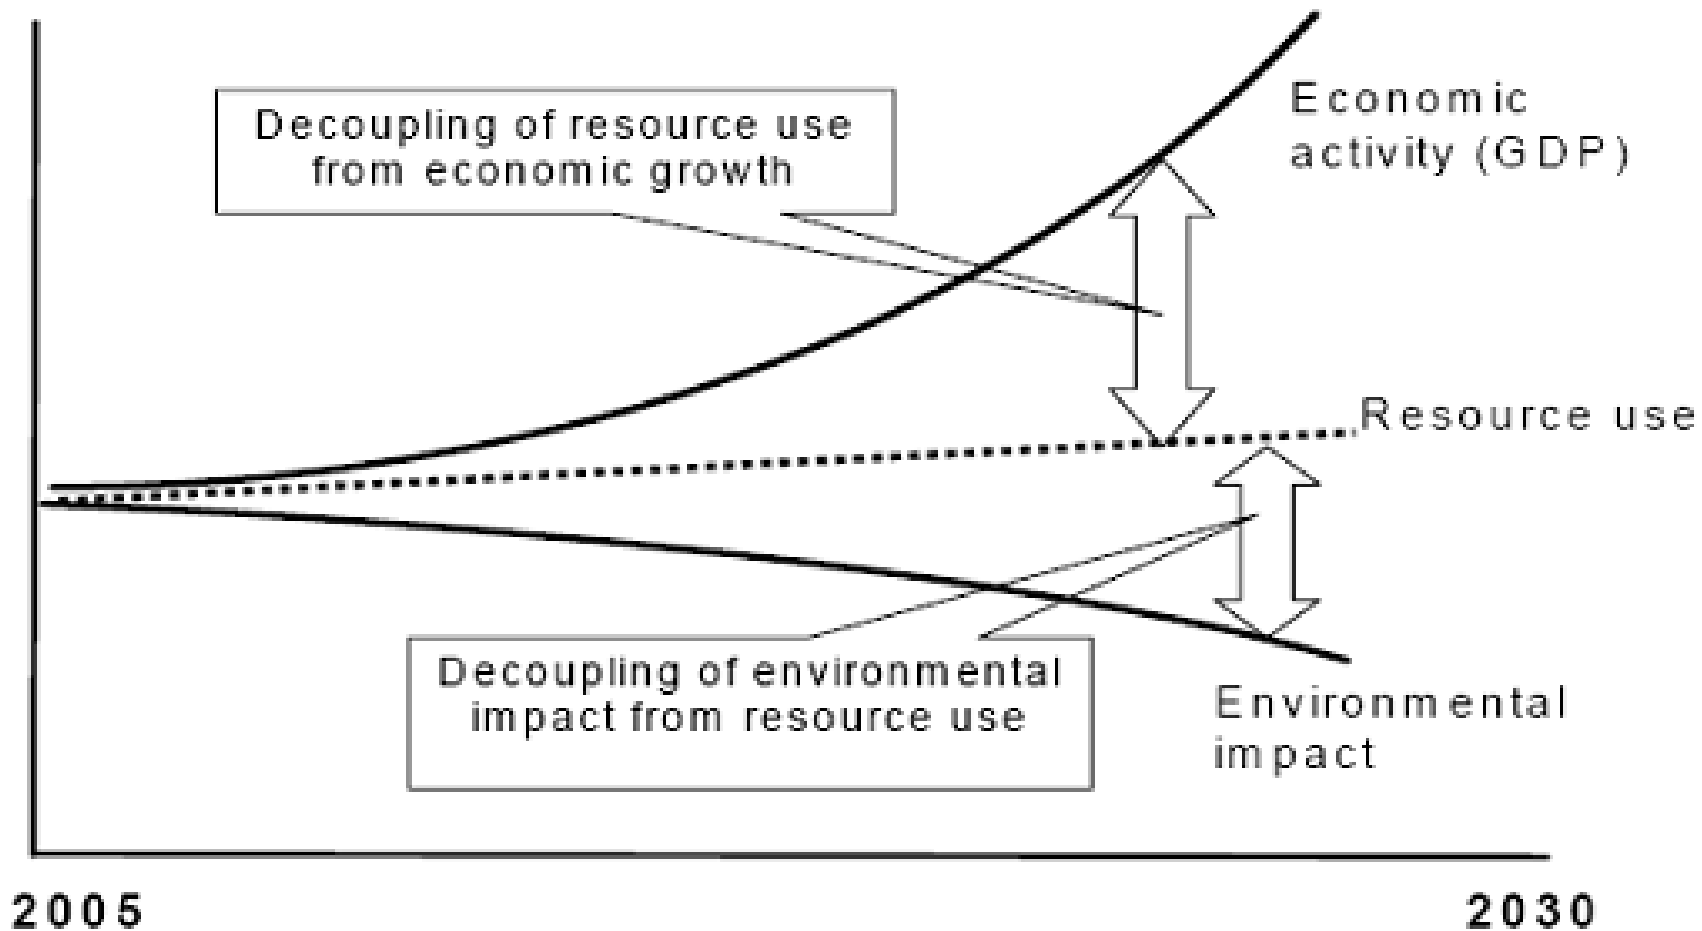 Decoupling of resource use
from economic growth
Economic
activity (GDP)
Resource use
Decoupling of environmental
impact from resource use
Environmental
impact
2005
2030